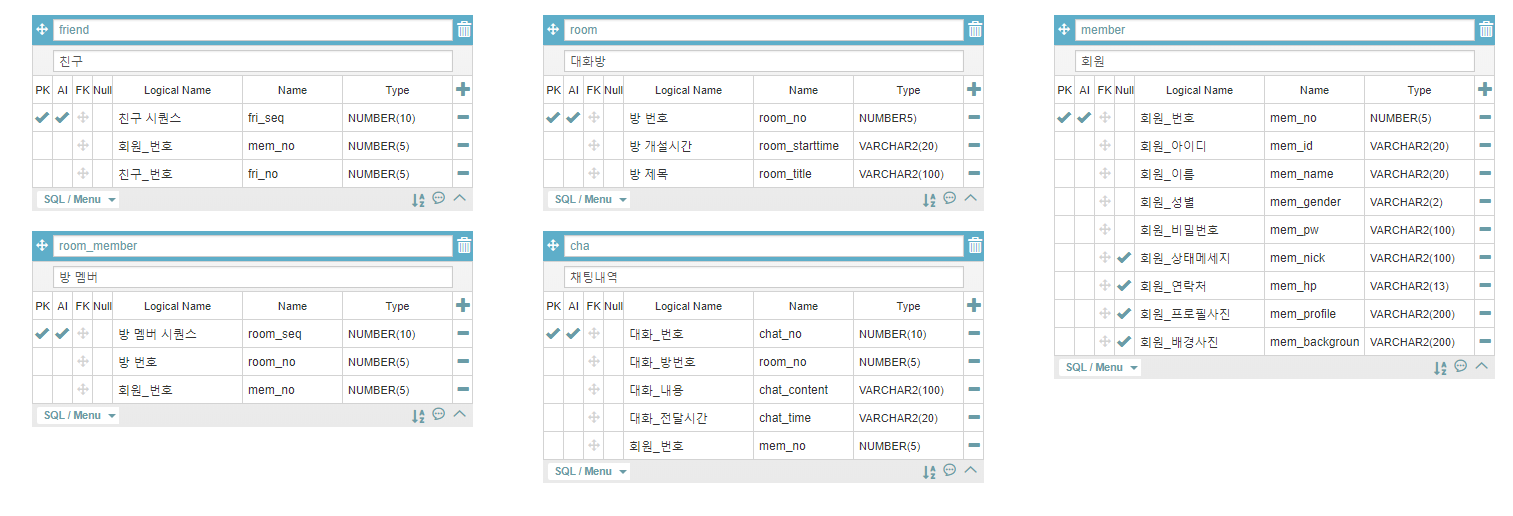 friend
친구
PK AI FK Null Logical Name Name Type
친구 시퀀스 fri_seq NUMBER(10)
회원_번호 mem_no NUMBER(5)
친구_번호 fri_no NUMBER(5)
SQL / Menu
room
대화방
PK AI FK Null Logical Name Name Type
방 번호 room_no NUMBER5)
방 개설시간 room_starttime VARCHAR2(20)
방 제목 room_title VARCHAR2(100)
SQL / Menu
member
회원
PK AI FK Null Logical Name Name Type
회원_번호 mem_no NUMBER(5)
회원_아이디 mem_id VARCHAR2(20)
회원_이름 mem_name VARCHAR2(20)
회원_성별 mem_gender VARCHAR2(2)
회원_비밀번호 mem_pw VARCHAR2(100)
회원_상태메세지 mem_nick VARCHAR2(100)
회원_연락처 mem_hp VARCHAR2(13)
회원_프로필사진 mem_profile VARCHAR2(200)
회원_배경사진 mem_backgroun VARCHAR2(200)
SQL / Menu
room_member
방 멤버
PK AI FK Null Logical Name Name Type
방 멤버 시퀀스 room_seq NUMBER(10)
방 번호 room_no NUMBER(5)
회원_번호 mem_no NUMBER(5)
SQL / Menu
cha
채팅내역
PK AI FK Null Logical Name Name Type
대화_번호 chat_no NUMBER(10)
대화_방번호 room_no NUMBER(5)
대화_내용 chat_content VARCHAR2(100)
대화_전달시간 chat_time VARCHAR2(20)
회원_번호 mem_no NUMBER(5)
SQL / Menu